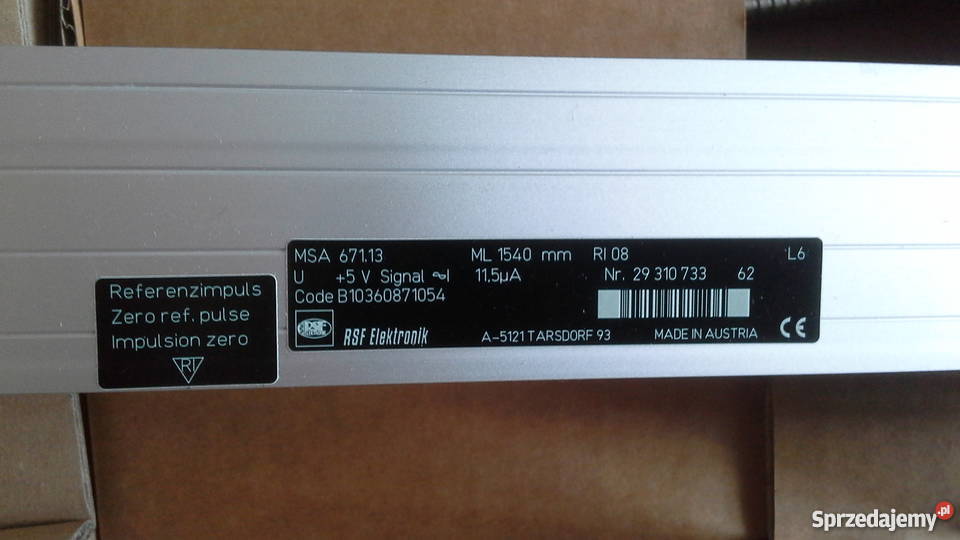 MSA 671.13 ML 1540 mm RI 08 L6
U +5 V Signal ~I 11,5µA Nr. 29 310 733 62
Code B10360871054
RSF
RSF Elektronik A-5121 TARSDORF 93 MADE IN AUSTRIA CE
Referenzimpuls
Zero ref. pulse
Impulsion zero
RI
Sprzedajemy.pl